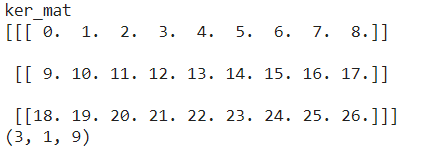 ker_mat
[[[ 0.  1.  2.  3.  4.  5.  6.  7.  8.]]
 [[ 9. 10. 11. 12. 13. 14. 15. 16. 17.]]
 [[18. 19. 20. 21. 22. 23. 24. 25. 26.]]]
(3, 1, 9)